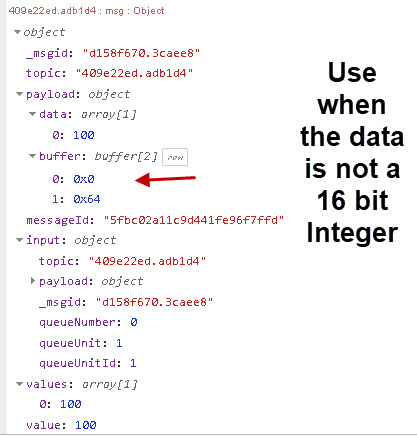 409e22ed.adb1d4 : msg : Object
object
_msgid: "d158f670.3caee8"
topic: "409e22ed.adb1d4"
payload: object
data: array[1]
0: 100
buffer: buffer[2] raw
0: 0x0
1: 0x64
messageId: "5fbc02a11c9d441fe96f7ffd"
input: object
topic: "409e22ed.adb1d4"
payload: object
_msgid: "d158f670.3caee8"
queueNumber: 0
queueUnit: 1
queueUnitId: 1
values: array[1]
0: 100
value: 100
Use
when
the data
is not a
16 bit
Integer